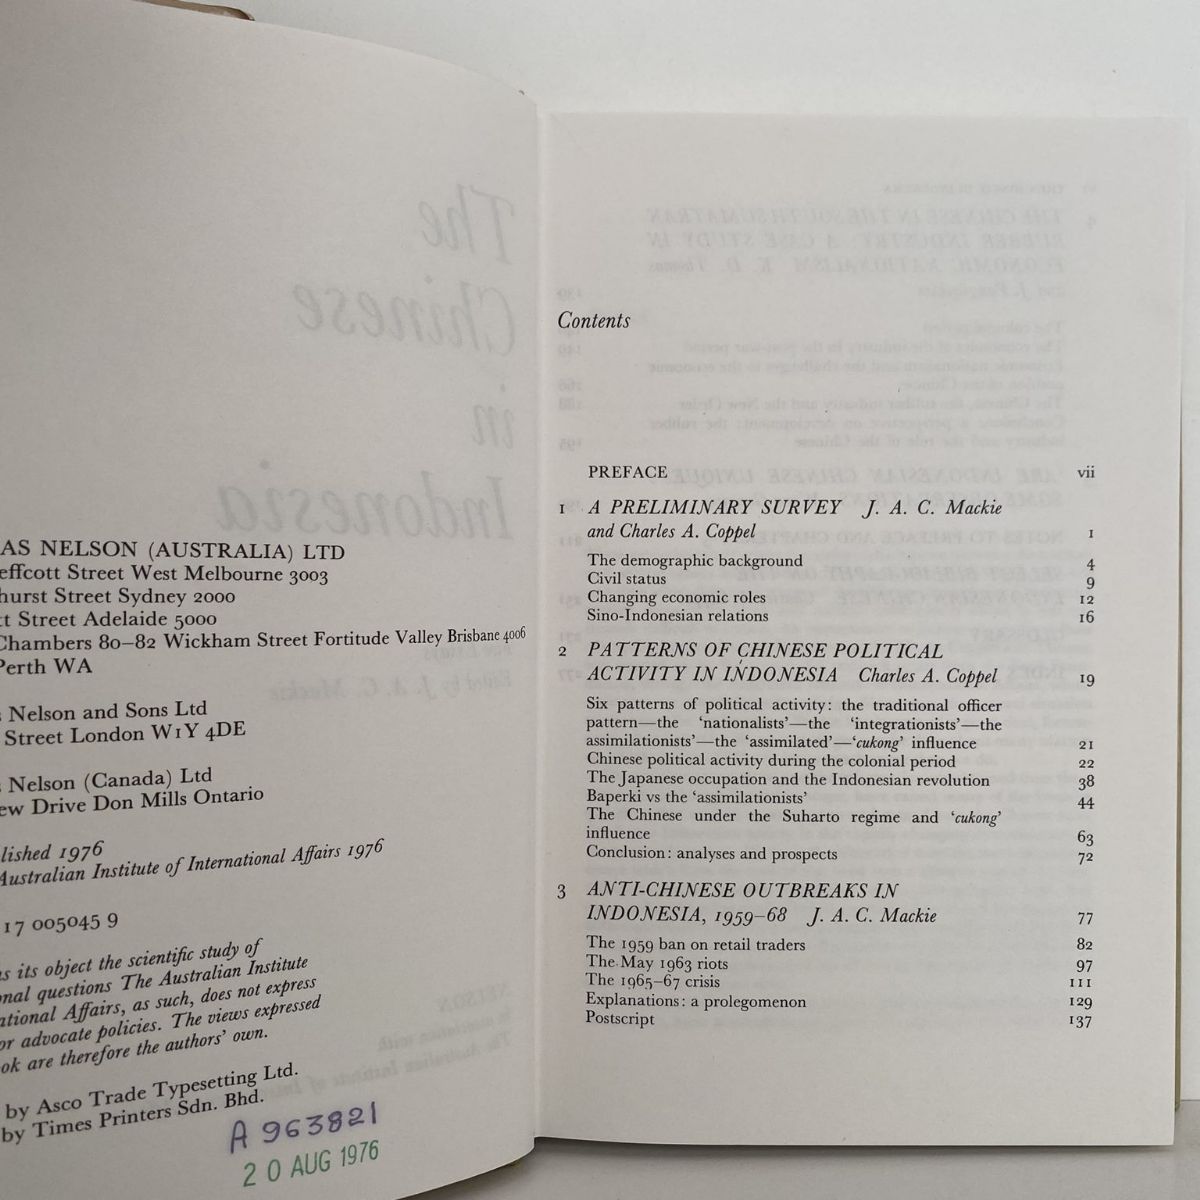 AS NELSON (AUSTRALIA) LTD
effcott Street West Melbourne 3003
hurst Street Sydney 2000
t Street Adelaide 5000
Chambers 80–82 Wickham Street Fortitude Valley Brisbane 4006
Perth WA
Nelson and Sons Ltd
Street London W1Y 4DE
Nelson (Canada) Ltd
ew Drive Don Mills Ontario
lished 1976
Australian Institute of International Affairs 1976
17 005045 9
s its object the scientific study of
onal questions The Australian Institute
ational Affairs, as such, does not express
or advocate policies. The views expressed
ok are therefore the authors' own.
by Asco Trade Typesetting Ltd.
by Times Printers Sdn. Bhd.
A 963821
20 AUG 1976
Contents
PREFACE vii
1 A PRELIMINARY SURVEY J. A. C. Mackie
and Charles A. Coppel 1
The demographic background 4
Civil status 9
Changing economic roles 12
Sino-Indonesian relations 16
2 PATTERNS OF CHINESE POLITICAL
ACTIVITY IN INDONESIA Charles A. Coppel 19
Six patterns of political activity: the traditional officer
pattern—the 'nationalists'—the 'integrationists'—the
assimilationists'—the 'assimilated'—'cukong' influence 21
Chinese political activity during the colonial period 22
The Japanese occupation and the Indonesian revolution 38
Baperki vs the 'assimilationists' 44
The Chinese under the Suharto regime and 'cukong'
influence 63
Conclusion: analyses and prospects 72
3 ANTI-CHINESE OUTBREAKS IN
INDONESIA, 1959–68 J. A. C. Mackie 77
The 1959 ban on retail traders 82
The May 1963 riots 97
The 1965–67 crisis 111
Explanations: a prolegomenon 129
Postscript 137